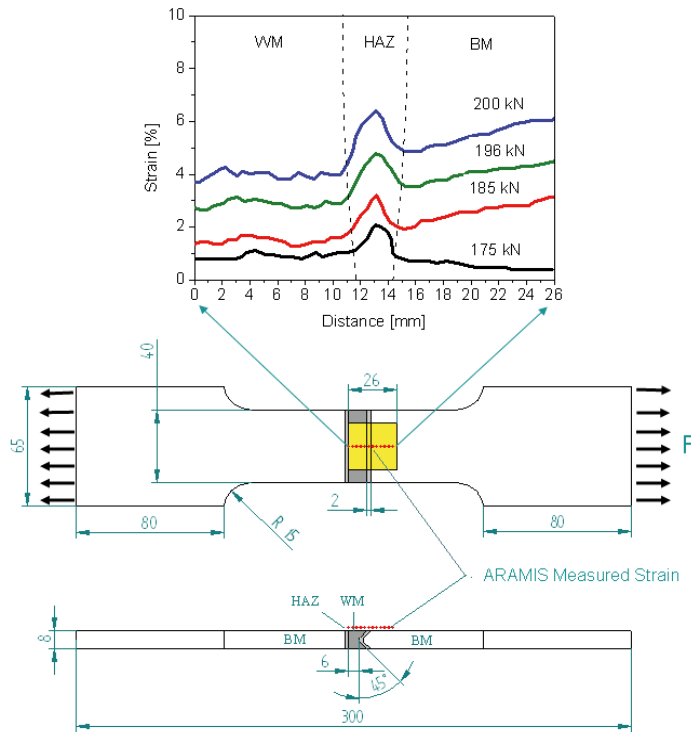 10
8
6
4
2
0
Strain [%]
WM
HAZ
BM
200 kN
196 kN
185 kN
175 kN
0 2 4 6 8 10 12 14 16 18 20 22 24 26
Distance [mm]
40
26
65
F
2
80
R 15
80
ARAMIS Measured Strain
HAZ WM
8
BM
BM
6
45°
300